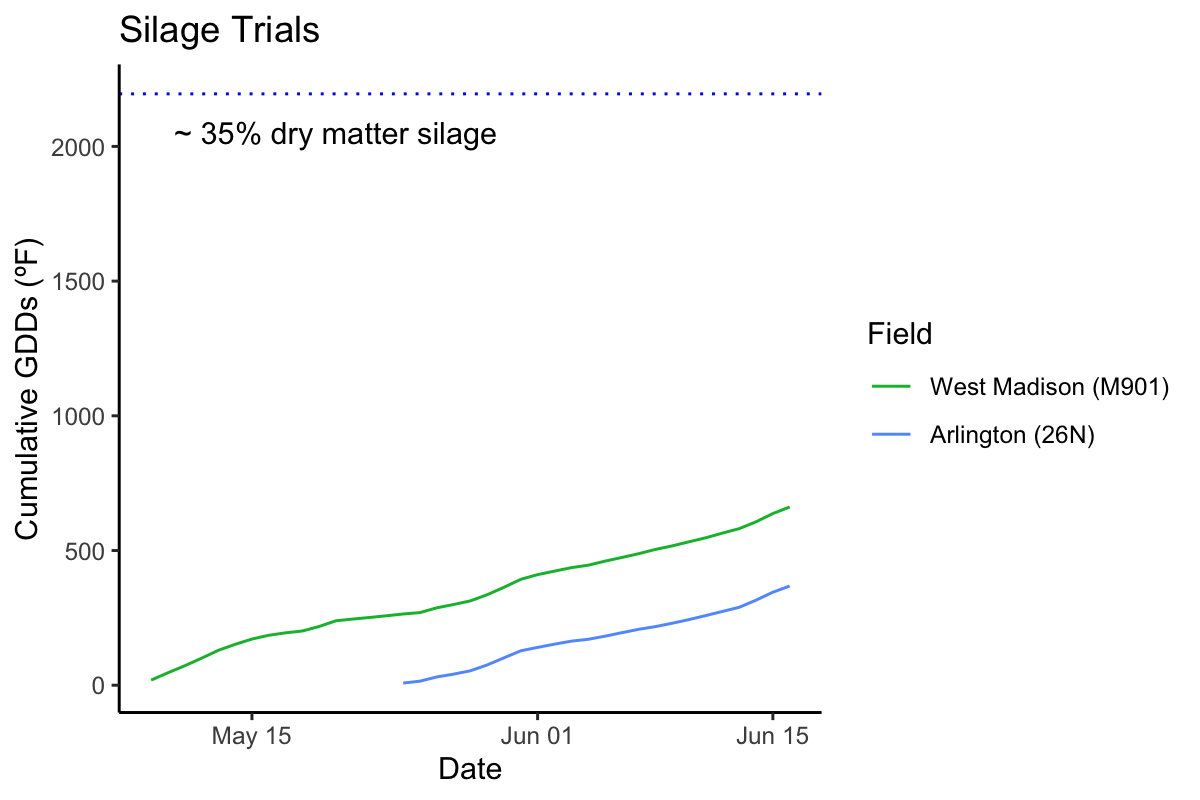 Silage Trials
~ 35% dry matter silage
2000
1500
1000
500
0
Cumulative GDDs (ºF)
May 15
Jun 01
Jun 15
Date
Field
West Madison (M901)
Arlington (26N)